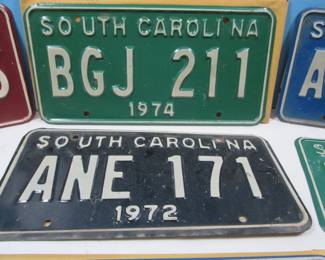 SOUTH CAROLINA
BGJ 211
1974
SOUTH CAROLINA
ANE 171
1972